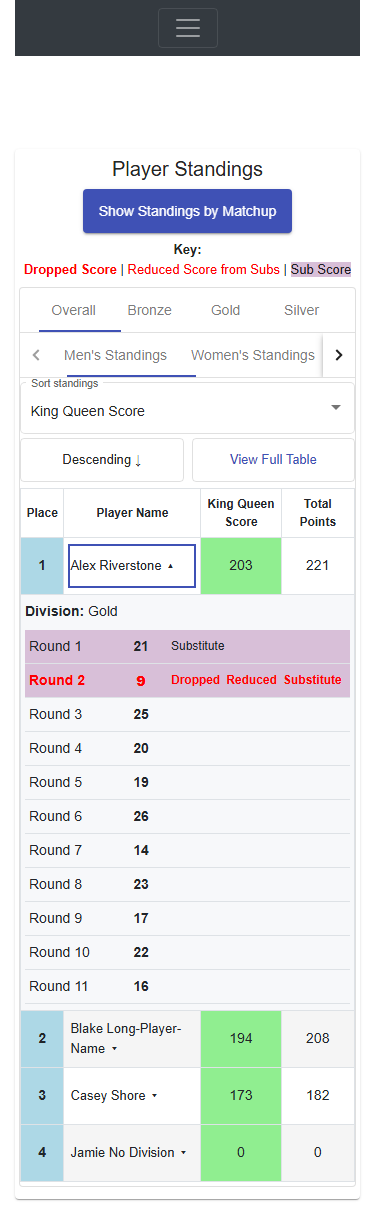 Player Standings
Show Standings by Matchup
Key:
Dropped Score | Reduced Score from Subs | Sub Score
Overall Bronze Gold Silver
Men's Standings Women's Standings
Sort standings
King Queen Score
Descending ↓ View Full Table
Place Player Name King Queen Score Total Points
1 Alex Riverstone ▴ 203 221
Division: Gold
Round 1 21 Substitute
Round 2 9 Dropped Reduced Substitute
Round 3 25
Round 4 20
Round 5 19
Round 6 26
Round 7 14
Round 8 23
Round 9 17
Round 10 22
Round 11 16
2 Blake Long-Player-Name ▾ 194 208
3 Casey Shore ▾ 173 182
4 Jamie No Division ▾ 0 0